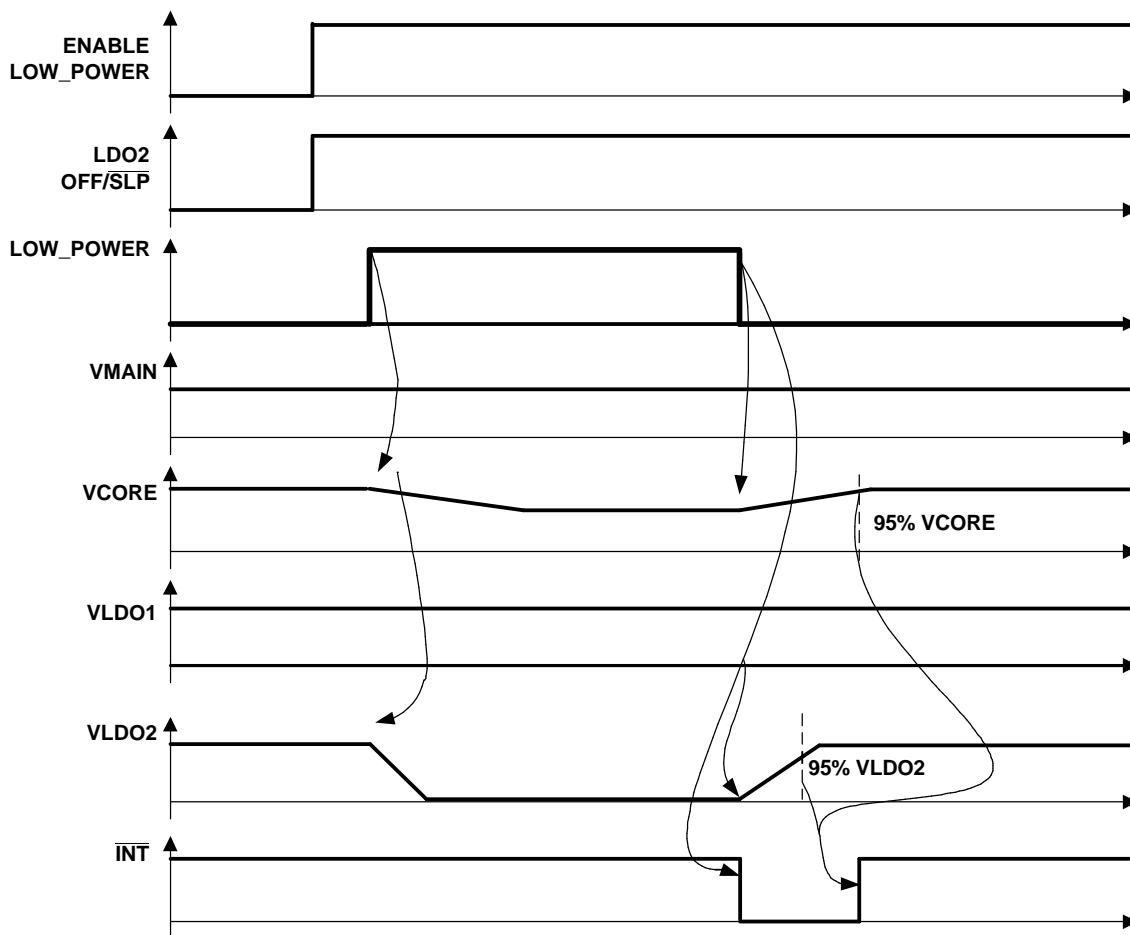 ENABLE
LOW_POWER
LDO2
OFF/SLP
LOW_POWER
VMAIN
VCORE
95% VCORE
VLDO1
VLDO2
95% VLDO2
INT